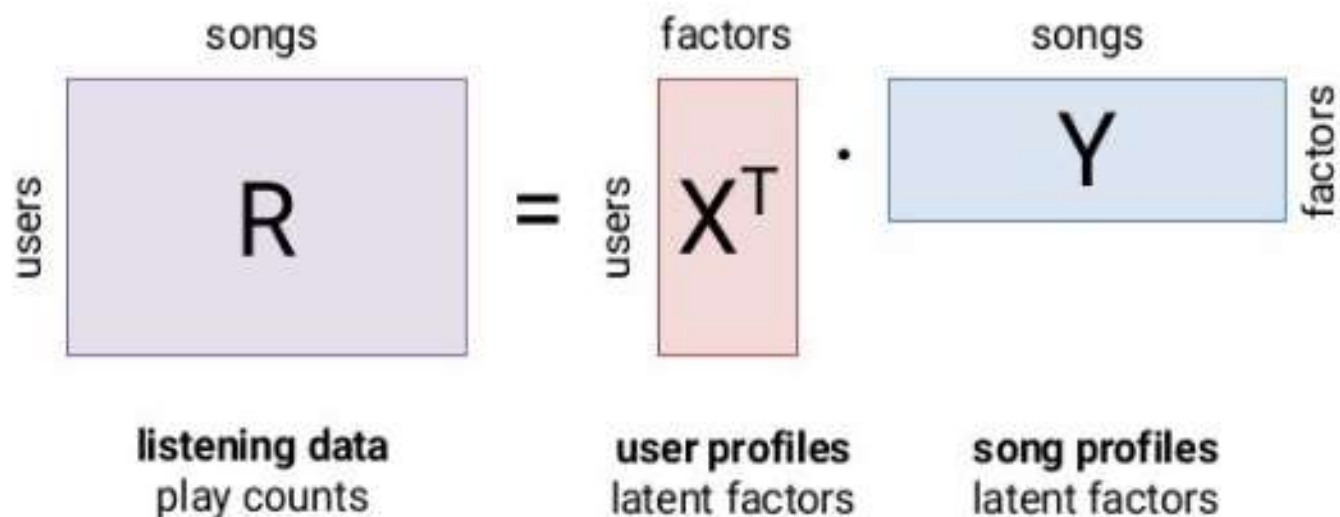 songs
factors
songs
users
R
=
users
X^T
·
Y
factors
listening data
play counts
user profiles
latent factors
song profiles
latent factors